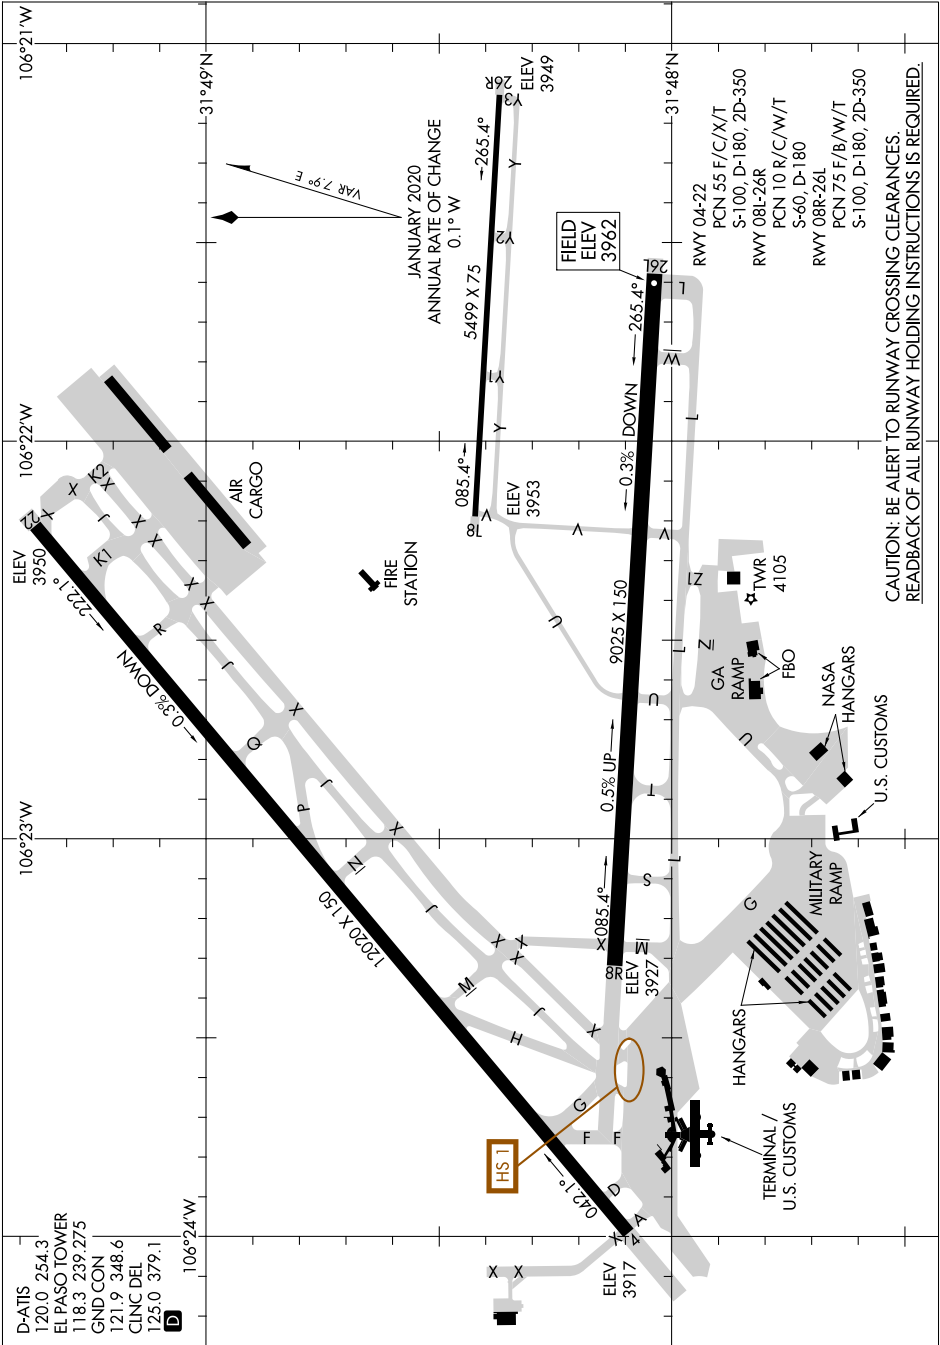 D-ATIS
120.0 254.3
EL PASO TOWER
118.3 239.275
GND CON
121.9 348.6
CLNC DEL
125.0 379.1
D
106°24'W
106°23'W
106°22'W
106°21'W
31°49'N
31°48'N
JANUARY 2020
ANNUAL RATE OF CHANGE
0.1° W
VAR 7.9° E
ELEV
3950
22
222.1°
0.3% DOWN
12020 X 150
042.1°
4
ELEV
3917
X
X
X
A
D
F
F
G
H
J
M
X
X
X
X
J
N
X
P
J
Q
X
J
R
X
X
K1
X
X
J
K2
X
X
X
AIR
CARGO
FIRE
STATION
HS 1
8L
085.4°
5499 X 75
265.4°
26R
ELEV
3949
ELEV
3953
V
Y
Y1
Y2
Y
Y3
V
V
U
U
U
8R
ELEV
3927
X
085.4°
0.5% UP
9025 X 150
0.3% DOWN
265.4°
26L
FIELD
ELEV
3962
M
S
T
L
L
L
L
W
Z
Z1
G
GA
RAMP
FBO
TWR
4105
NASA
HANGARS
U.S. CUSTOMS
MILITARY
RAMP
HANGARS
TERMINAL /
U.S. CUSTOMS
RWY 04-22
PCN 55 F/C/X/T
S-100, D-180, 2D-350
RWY 08L-26R
PCN 10 R/C/W/T
S-60, D-180
RWY 08R-26L
PCN 75 F/B/W/T
S-100, D-180, 2D-350
CAUTION: BE ALERT TO RUNWAY CROSSING CLEARANCES.
READBACK OF ALL RUNWAY HOLDING INSTRUCTIONS IS REQUIRED.